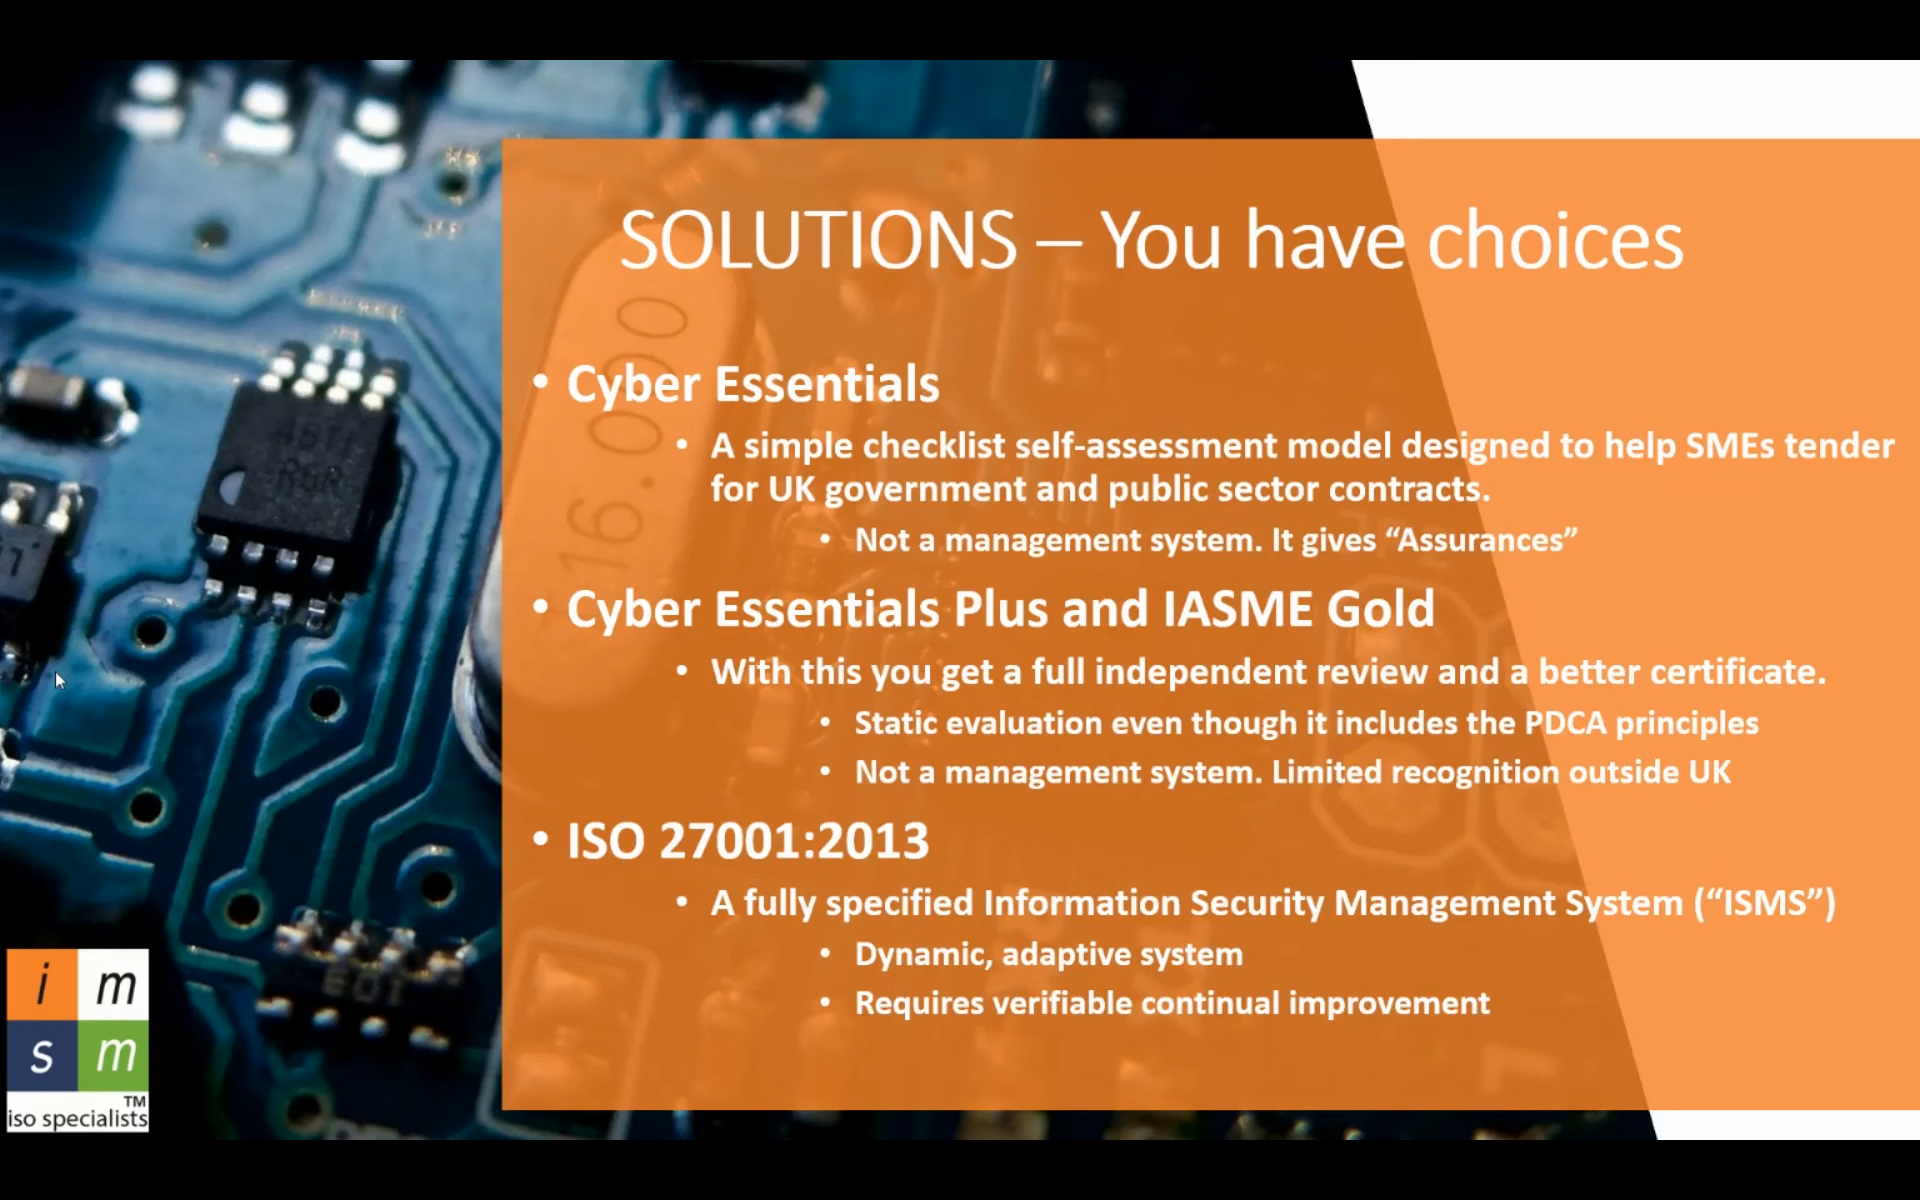 SOLUTIONS – You have choices
• Cyber Essentials
• A simple checklist self-assessment model designed to help SMEs tender
for UK government and public sector contracts.
• Not a management system. It gives “Assurances”
• Cyber Essentials Plus and IASME Gold
• With this you get a full independent review and a better certificate.
• Static evaluation even though it includes the PDCA principles
• Not a management system. Limited recognition outside UK
• ISO 27001:2013
• A fully specified Information Security Management System (“ISMS”)
• Dynamic, adaptive system
• Requires verifiable continual improvement
16.000
i m
s m
TM
iso specialists